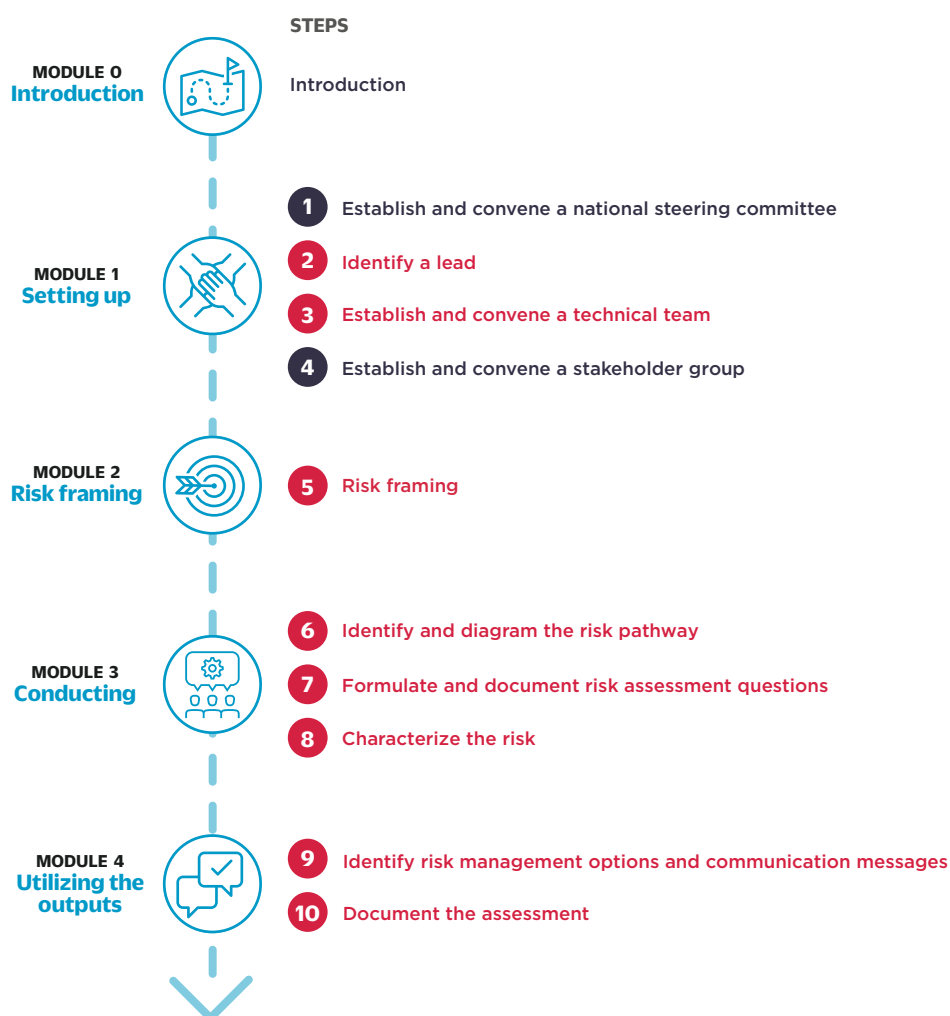 STEPS
MODULE 0
Introduction
Introduction
MODULE 1
Setting up
1 Establish and convene a national steering committee
2 Identify a lead
3 Establish and convene a technical team
4 Establish and convene a stakeholder group
MODULE 2
Risk framing
5 Risk framing
MODULE 3
Conducting
6 Identify and diagram the risk pathway
7 Formulate and document risk assessment questions
8 Characterize the risk
MODULE 4
Utilizing the
outputs
9 Identify risk management options and communication messages
10 Document the assessment